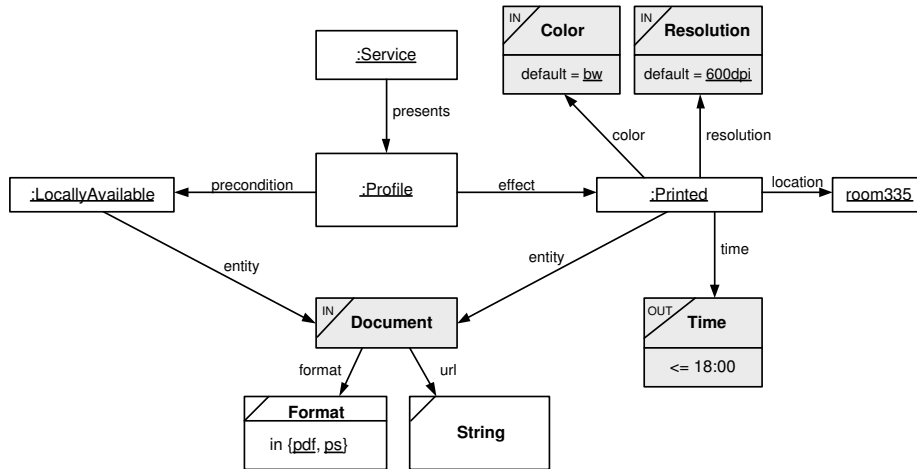 IN
Color
default = bw
IN
Resolution
default = 600dpi
:Service
presents
color
resolution
:LocallyAvailable
precondition
:Profile
effect
:Printed
location
room335
entity
entity
time
IN
Document
OUT
Time
<= 18:00
format
url
Format
in {pdf, ps}
String